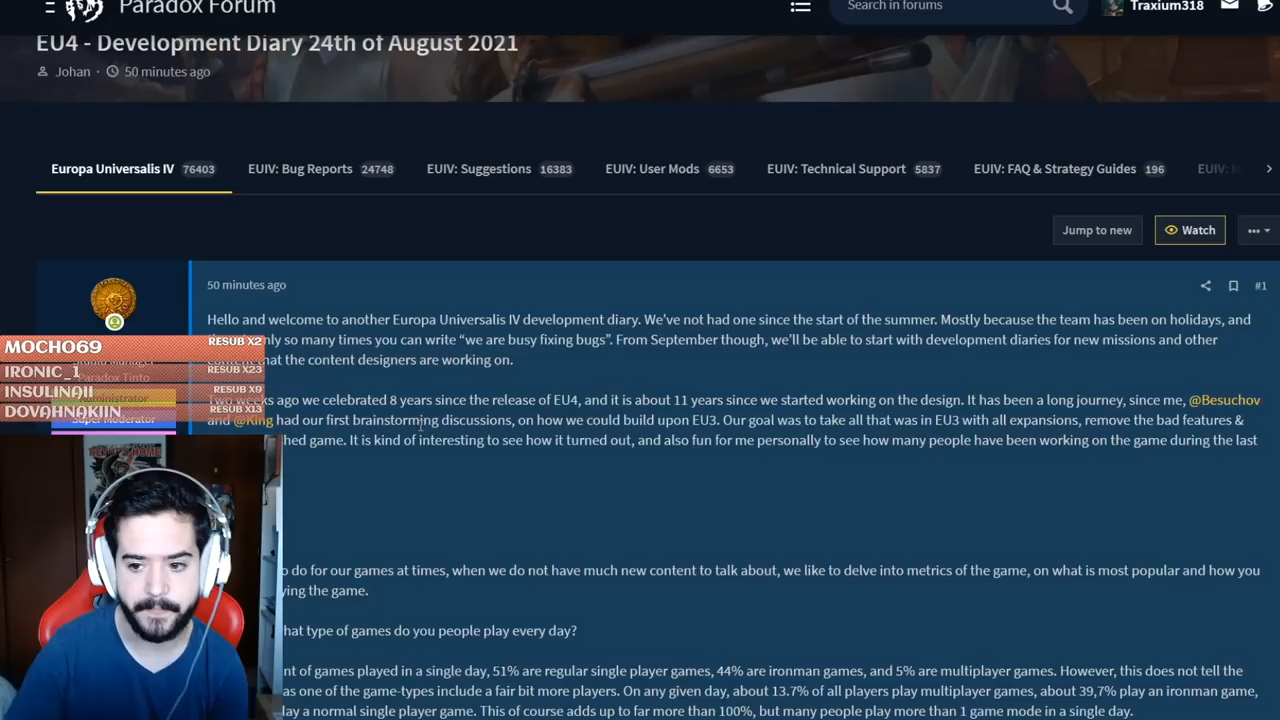 Paradox Forum
Search in forums
Traxium318
EU4 - Development Diary 24th of August 2021
Johan · 50 minutes ago
Europa Universalis IV 76403 EUIV: Bug Reports 24748 EUIV: Suggestions 16383 EUIV: User Mods 6653 EUIV: Technical Support 5837 EUIV: FAQ & Strategy Guides 196 EUIV:
Jump to new
Watch
50 minutes ago
#1
Hello and welcome to another Europa Universalis IV development diary. We've not had one since the start of the summer. Mostly because the team has been on holidays, and
only so many times you can write “we are busy fixing bugs”. From September though, we'll be able to start with development diaries for new missions and other
content that the content designers are working on.
Two weeks ago we celebrated 8 years since the release of EU4, and it is about 11 years since we started working on the design. It has been a long journey, since me, @Besuchov
and @King had our first brainstorming discussions, on how we could build upon EU3. Our goal was to take all that was in EU3 with all expansions, remove the bad features &
hed game. It is kind of interesting to see how it turned out, and also fun for me personally to see how many people have been working on the game during the last
o do for our games at times, when we do not have much new content to talk about, we like to delve into metrics of the game, on what is most popular and how you
ying the game.
hat type of games do you people play every day?
nt of games played in a single day, 51% are regular single player games, 44% are ironman games, and 5% are multiplayer games. However, this does not tell the
as one of the game-types include a fair bit more players. On any given day, about 13.7% of all players play multiplayer games, about 39,7% play an ironman game,
lay a normal single player game. This of course adds up to far more than 100%, but many people play more than 1 game mode in a single day.
MOCHO69 RESUB X2
IRONIC_1 RESUB X23
Paradox Tinto
INSULINAII RESUB X9
Administrator
DOVAHNAKIIN RESUB X13
Super Moderator